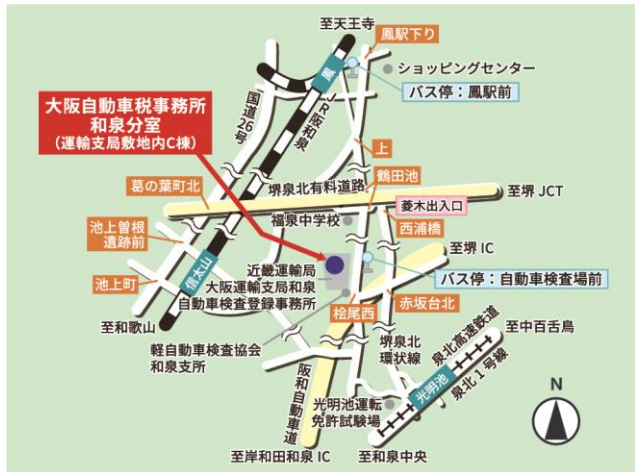 至天王寺
鳳駅下り
ショッピングセンター
バス停：鳳駅前
鳳
JR阪和線
国道26号
大阪自動車税事務所
和泉分室
（運輸支局敷地内C棟）
上
鶴田池
葛の葉町北
堺泉北有料道路
至堺 JCT
菱木出入口
福泉中学校
西浦橋
池上曽根
遺跡前
至堺 IC
信太山
近畿運輸局
大阪運輸支局和泉
自動車検査登録事務所
バス停：自動車検査場前
池上町
桧尾西
赤坂台北
至和歌山
堺泉北
環状線
泉北高速鉄道
泉北1号線
至中百舌鳥
軽自動車検査協会
和泉支所
阪和自動車道
光明池
光明池運転
免許試験場
N
至岸和田和泉 IC
至和泉中央